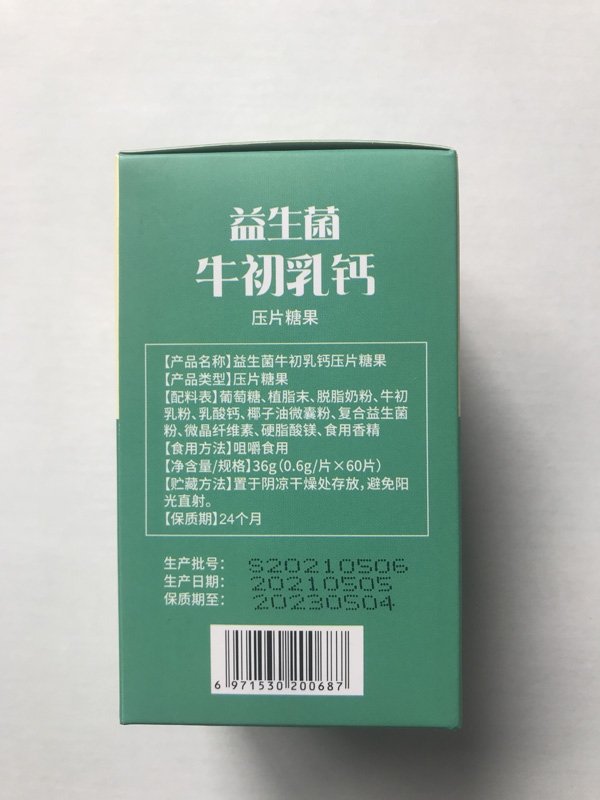 益生菌
牛初乳钙
压片糖果
【产品名称】益生菌牛初乳钙压片糖果
【产品类型】压片糖果
【配料表】葡萄糖、植脂末、脱脂奶粉、牛初
乳粉、乳酸钙、椰子油微囊粉、复合益生菌
粉、微晶纤维素、硬脂酸镁、食用香精
【食用方法】咀嚼食用
【净含量/规格】36g(0.6g/片×60片)
【贮藏方法】置于阴凉干燥处存放,避免阳
光直射。
【保质期】24个月
生产批号: S20210506
生产日期: 20210505
保质期至: 20230504
6 971530 200687